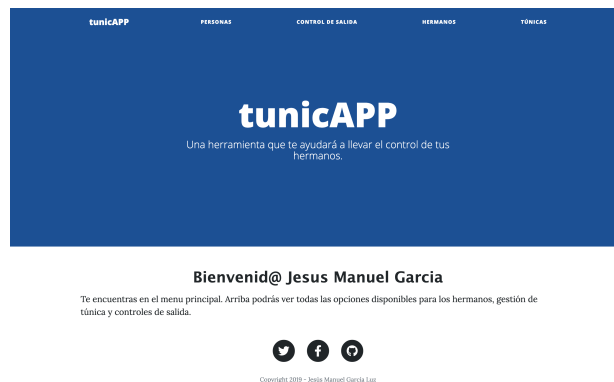 tunicAPP PERSONAS CONTROL DE SALIDA HERMANOS TÚNICAS
tunicAPP
Una herramienta que te ayudará a llevar el control de tus
hermanos.
Bienvenid@ Jesus Manuel Garcia
Te encuentras en el menu principal. Arriba podrás ver todas las opciones disponibles para los hermanos, gestión de
túnica y controles de salida.
Copyright 2019 - Jesús Manuel García Luz